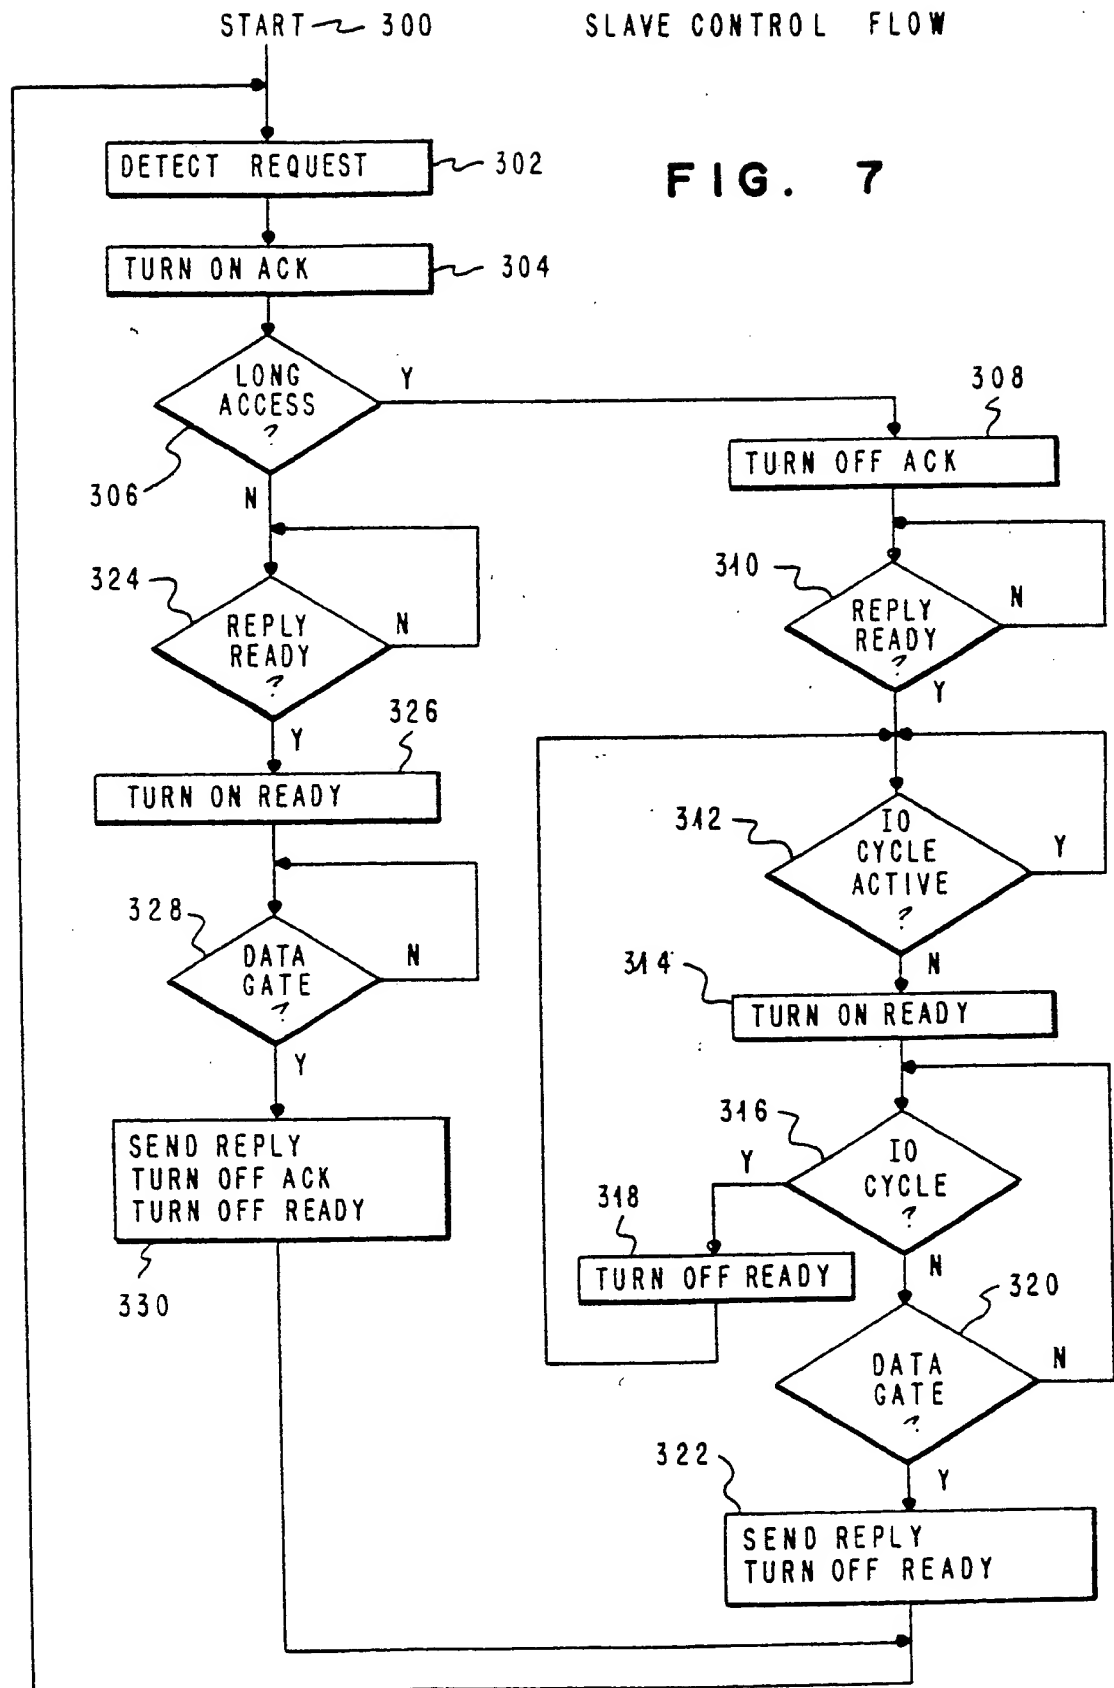 START 300
SLAVE CONTROL FLOW
DETECT REQUEST
302
FIG. 7
TURN ON ACK
304
LONG
ACCESS
?
Y
306
N
308
TURN OFF ACK
324
REPLY
READY
?
N
Y
310
REPLY
READY
?
N
Y
326
TURN ON READY
312
IO
CYCLE
ACTIVE
?
Y
N
328
DATA
GATE
?
N
Y
314
TURN ON READY
316
IO
CYCLE
?
Y
N
SEND REPLY
TURN OFF ACK
TURN OFF READY
330
318
TURN OFF READY
320
DATA
GATE
?
N
Y
322
SEND REPLY
TURN OFF READY